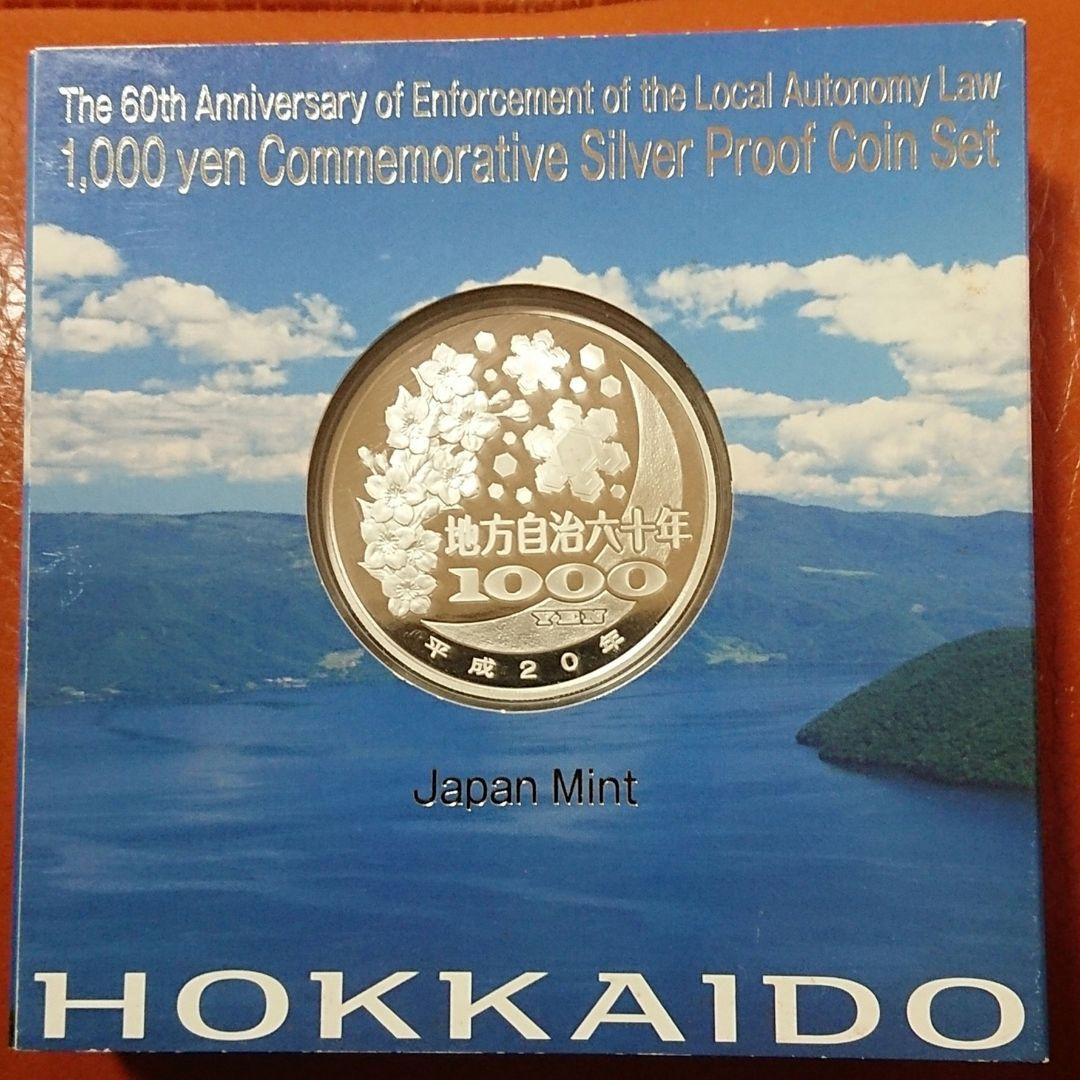 The 60th Anniversary of Enforcement of the Local Autonomy Law
1,000 yen Commemorative Silver Proof Coin Set
地方自治六十年
1000
YEN
平成20年
Japan Mint
HOKKAIDO